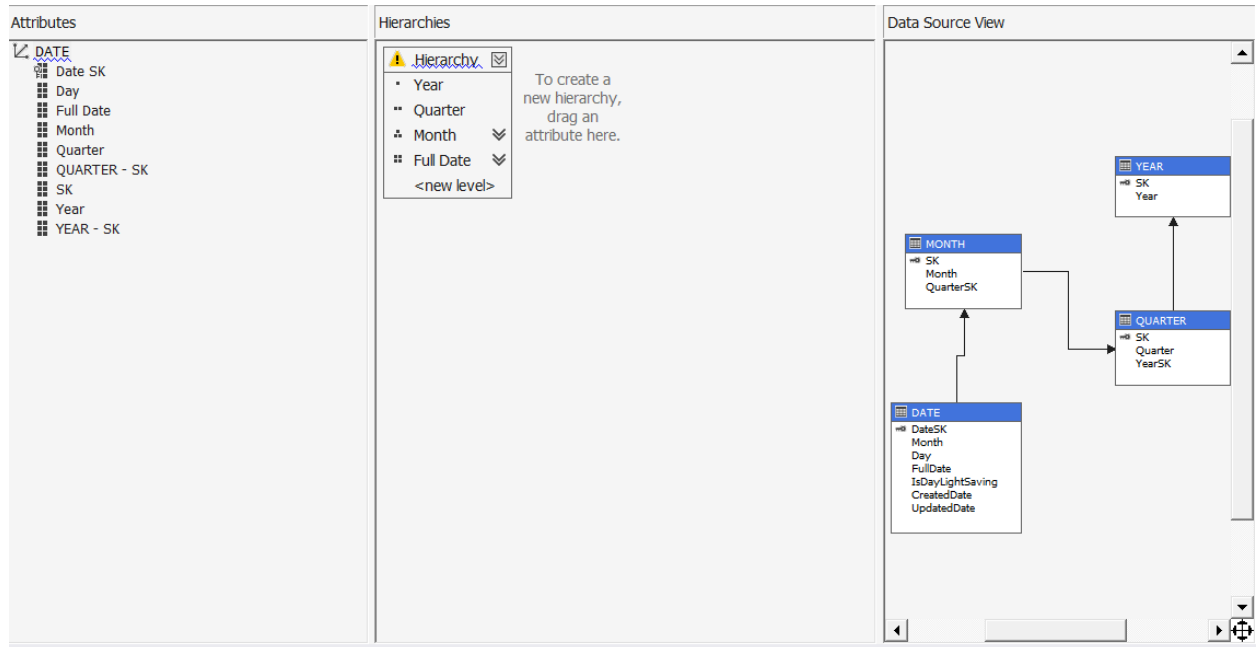 Attributes
DATE
Date SK
Day
Full Date
Month
Quarter
QUARTER - SK
SK
Year
YEAR - SK
Hierarchies
Hierarchy
Year
Quarter
Month
Full Date
<new level>
To create a
new hierarchy,
drag an
attribute here.
Data Source View
YEAR
SK
Year
MONTH
SK
Month
QuarterSK
QUARTER
SK
Quarter
YearSK
DATE
DateSK
Month
Day
FullDate
IsDayLightSaving
CreatedDate
UpdatedDate